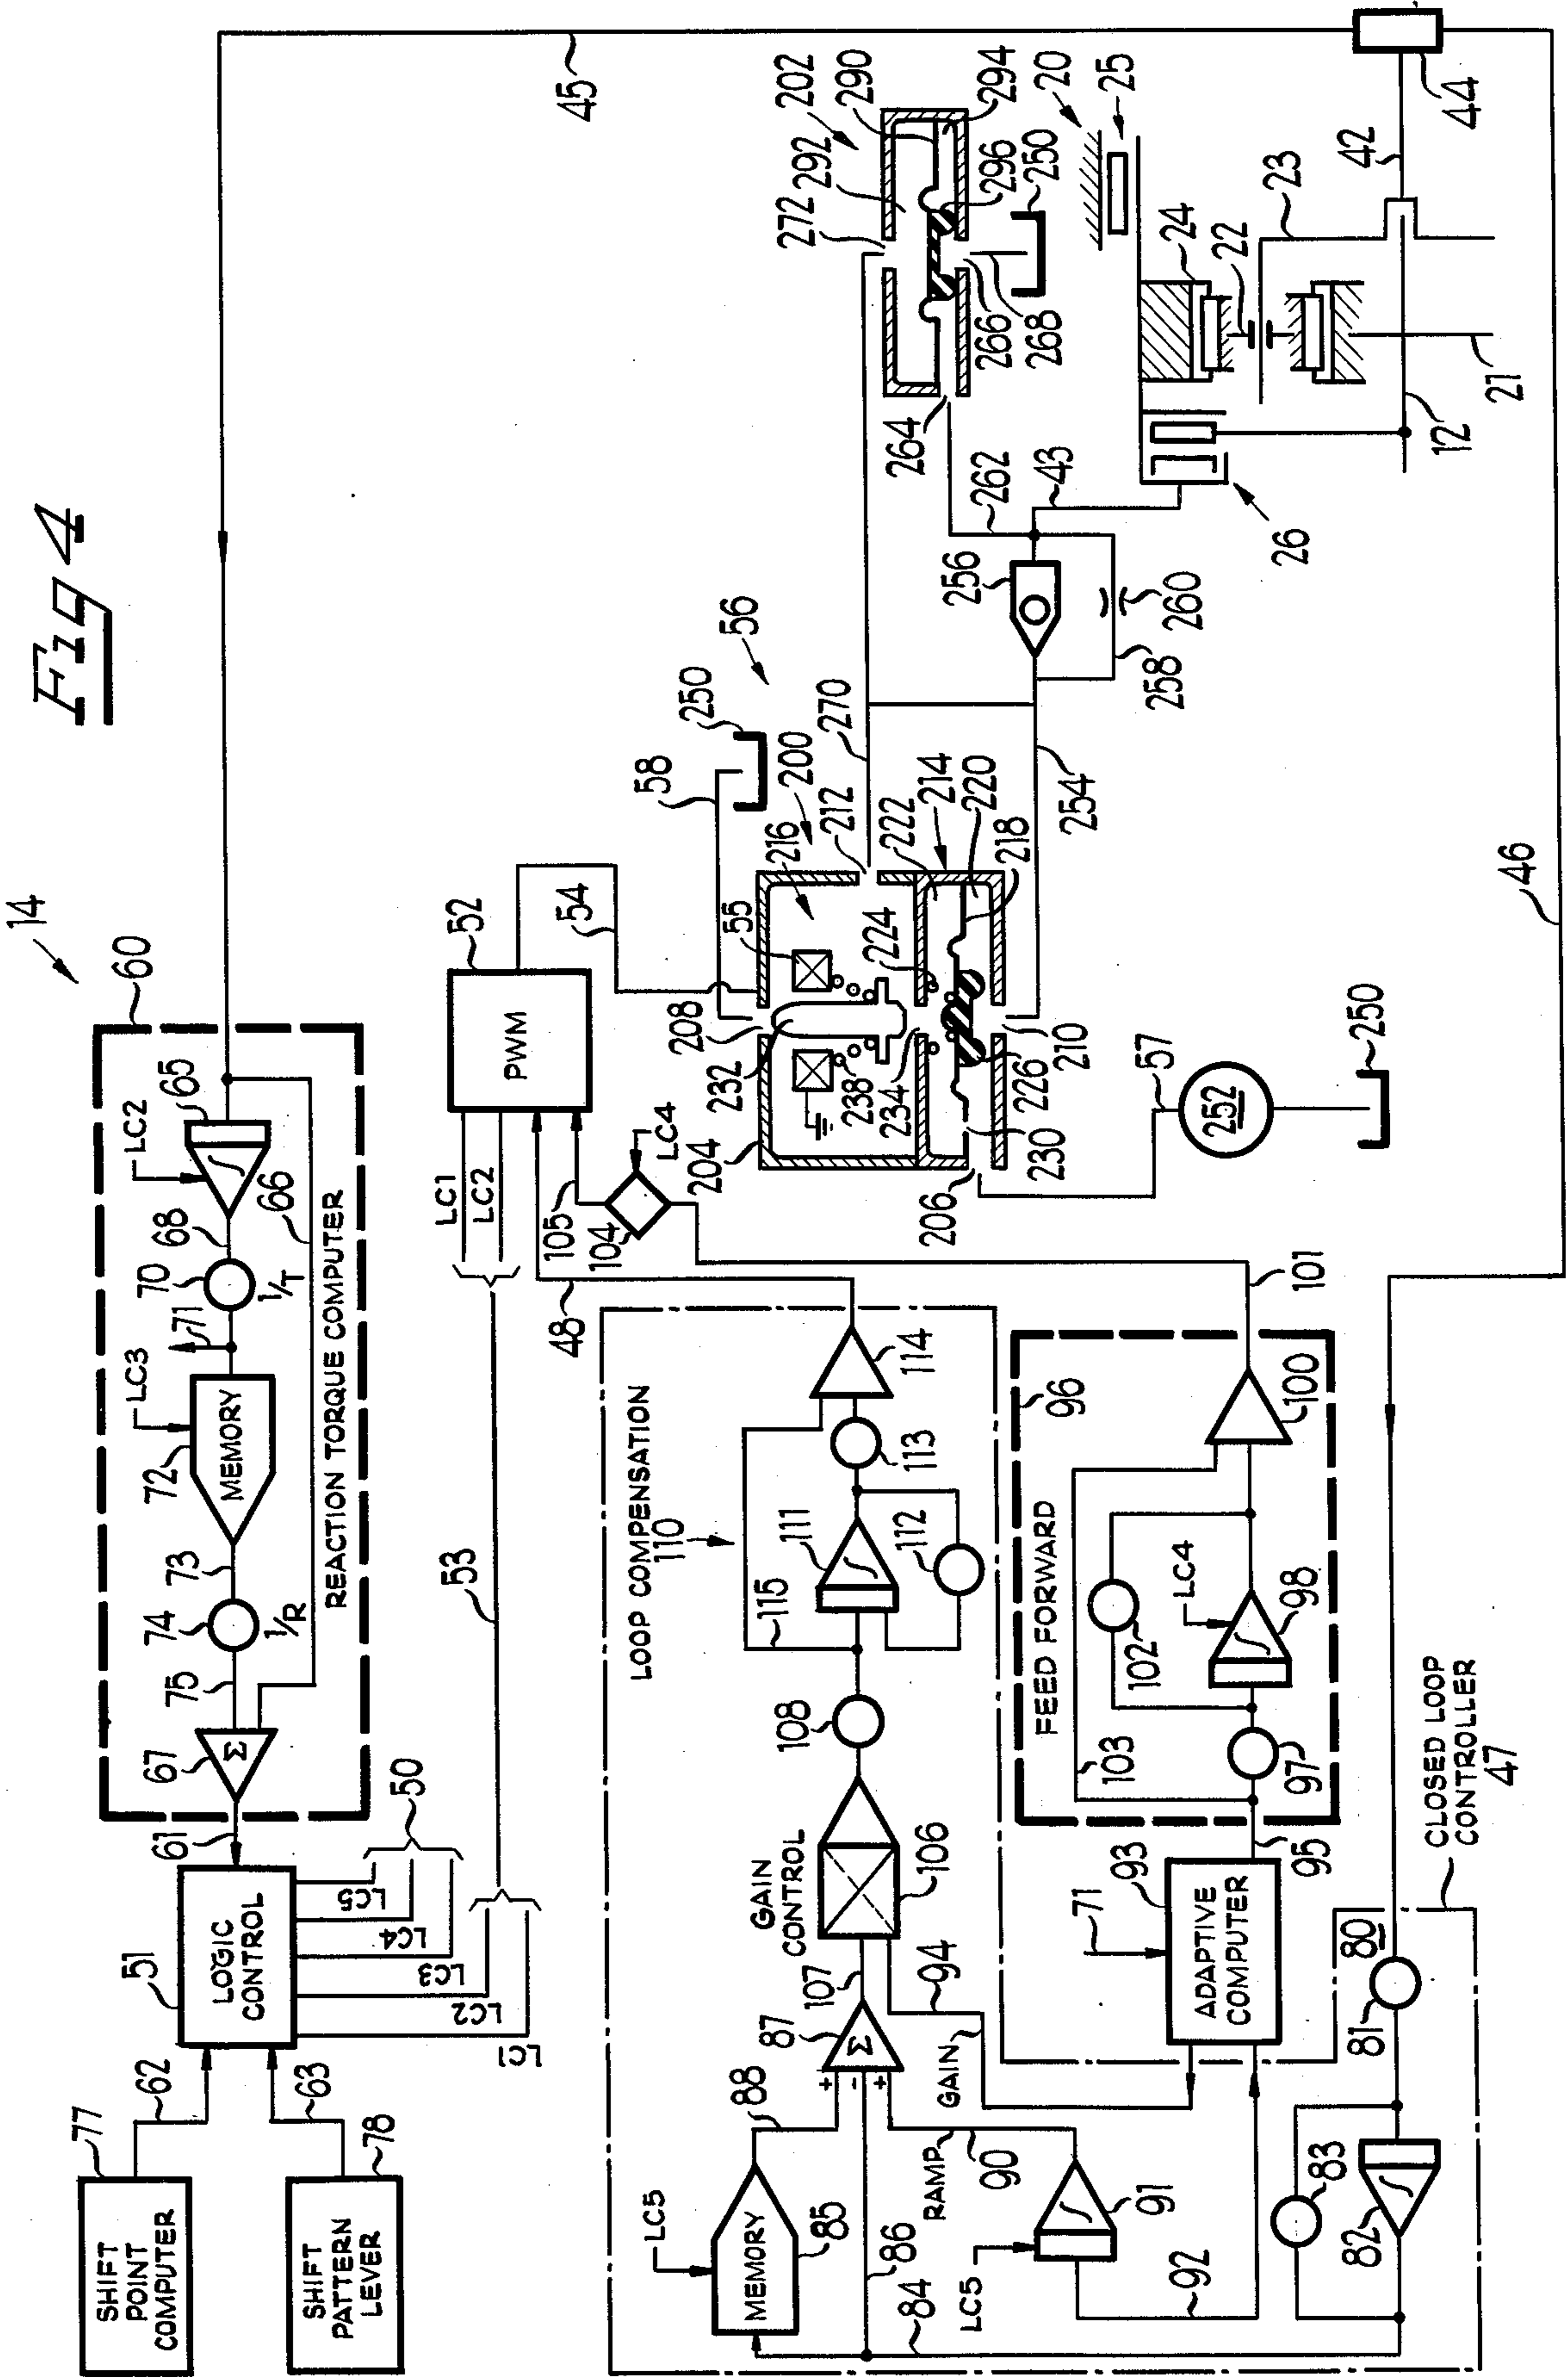 Fig 4
14
45
44
46
42
60
LC2
65
66
68
70
1/T
71
LC3
72
MEMORY
73
74
1/R
75
67
Σ
REACTION TORQUE COMPUTER
61
51
LOGIC
CONTROL
50
LC5
LC4
LC3
LC2
LC1
53
77
SHIFT
POINT
COMPUTER
62
63
78
SHIFT
PATTERN
LEVER
LC1
LC2
52
PWM
54
105
104
LC4
48
101
58
250
56
200
216
212
270
55
208
232
204
238
234
224
222
214
220
218
206
230
226
210
254
57
252
250
202
290
292
272
294
296
250
266
268
264
262
43
256
258
260
20
25
24
22
23
26
12
21
LOOP COMPENSATION
110
115
111
112
113
114
108
GAIN
CONTROL
106
107
94
87
Σ
+
-
+
88
LC5
MEMORY
85
86
84
RAMP
90
GAIN
91
LC5
92
96
FEED FORWARD
103
102
LC4
98
100
97
95
93
ADAPTIVE
COMPUTER
71
CLOSED LOOP
CONTROLLER
47
80
81
82
83